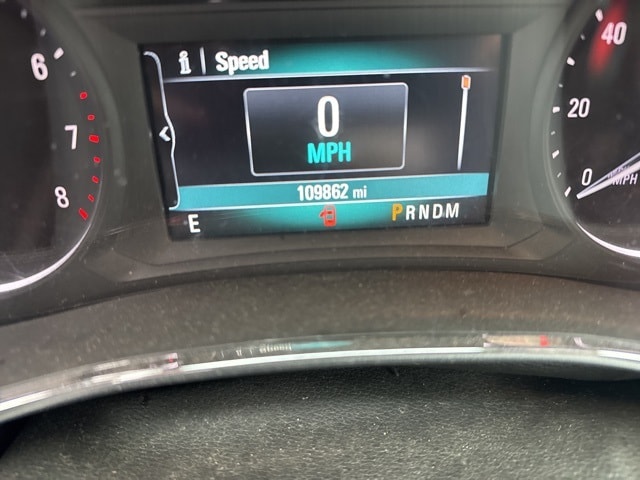 6
7
8
i | Speed
0
MPH
109862 mi
E
PRNDM
40
20
0
MPH